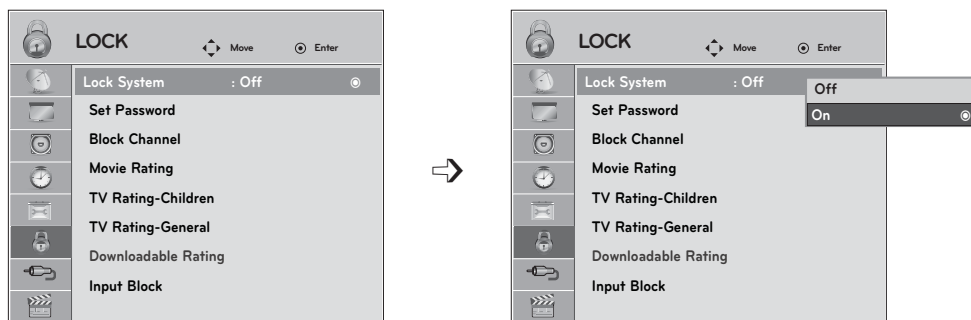 LOCK
Move
Enter
Lock System : Off
Set Password
Block Channel
Movie Rating
TV Rating-Children
TV Rating-General
Downloadable Rating
Input Block
LOCK
Move
Enter
Lock System : Off
Off
On
Set Password
Block Channel
Movie Rating
TV Rating-Children
TV Rating-General
Downloadable Rating
Input Block